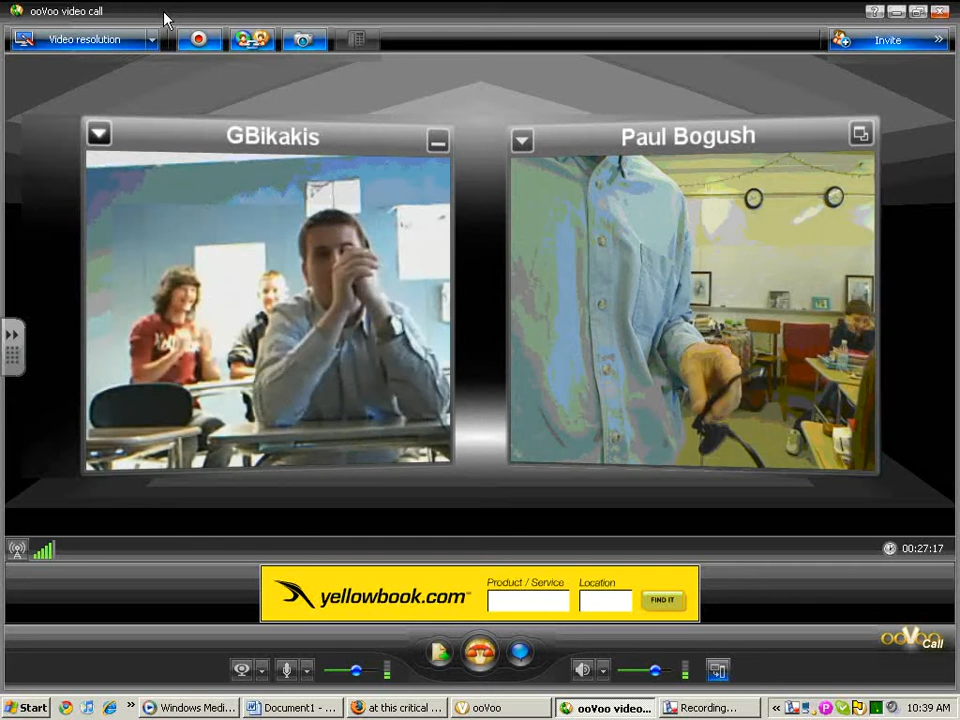 ooVoo video call
Video resolution
Invite
GBikakis
Paul Bogush
00:27:17
yellowbook.com
Product / Service
Location
FIND IT
ooVoo Call
Start
Windows Medi...
Document1 - ...
at this critical ...
ooVoo
ooVoo video...
Recording...
10:39 AM